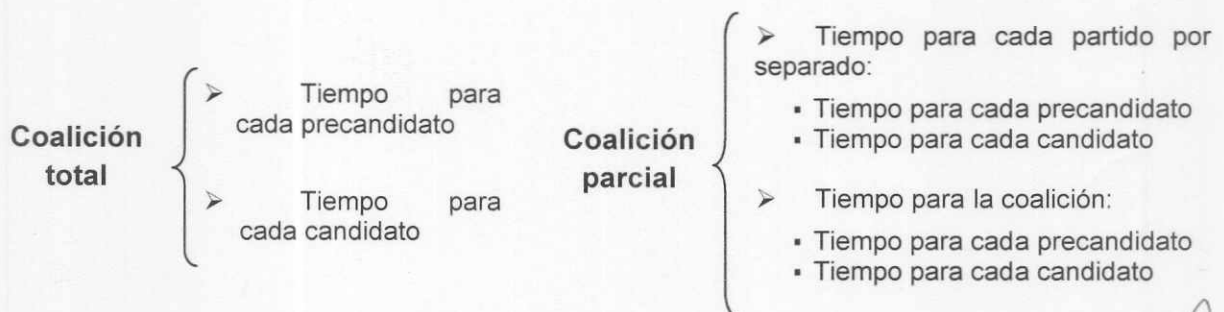 Coalición
total
➢ Tiempo para
cada precandidato
➢ Tiempo para
cada candidato
Coalición
parcial
➢ Tiempo para cada partido por
separado:
▪ Tiempo para cada precandidato
▪ Tiempo para cada candidato
➢ Tiempo para la coalición:
▪ Tiempo para cada precandidato
▪ Tiempo para cada candidato